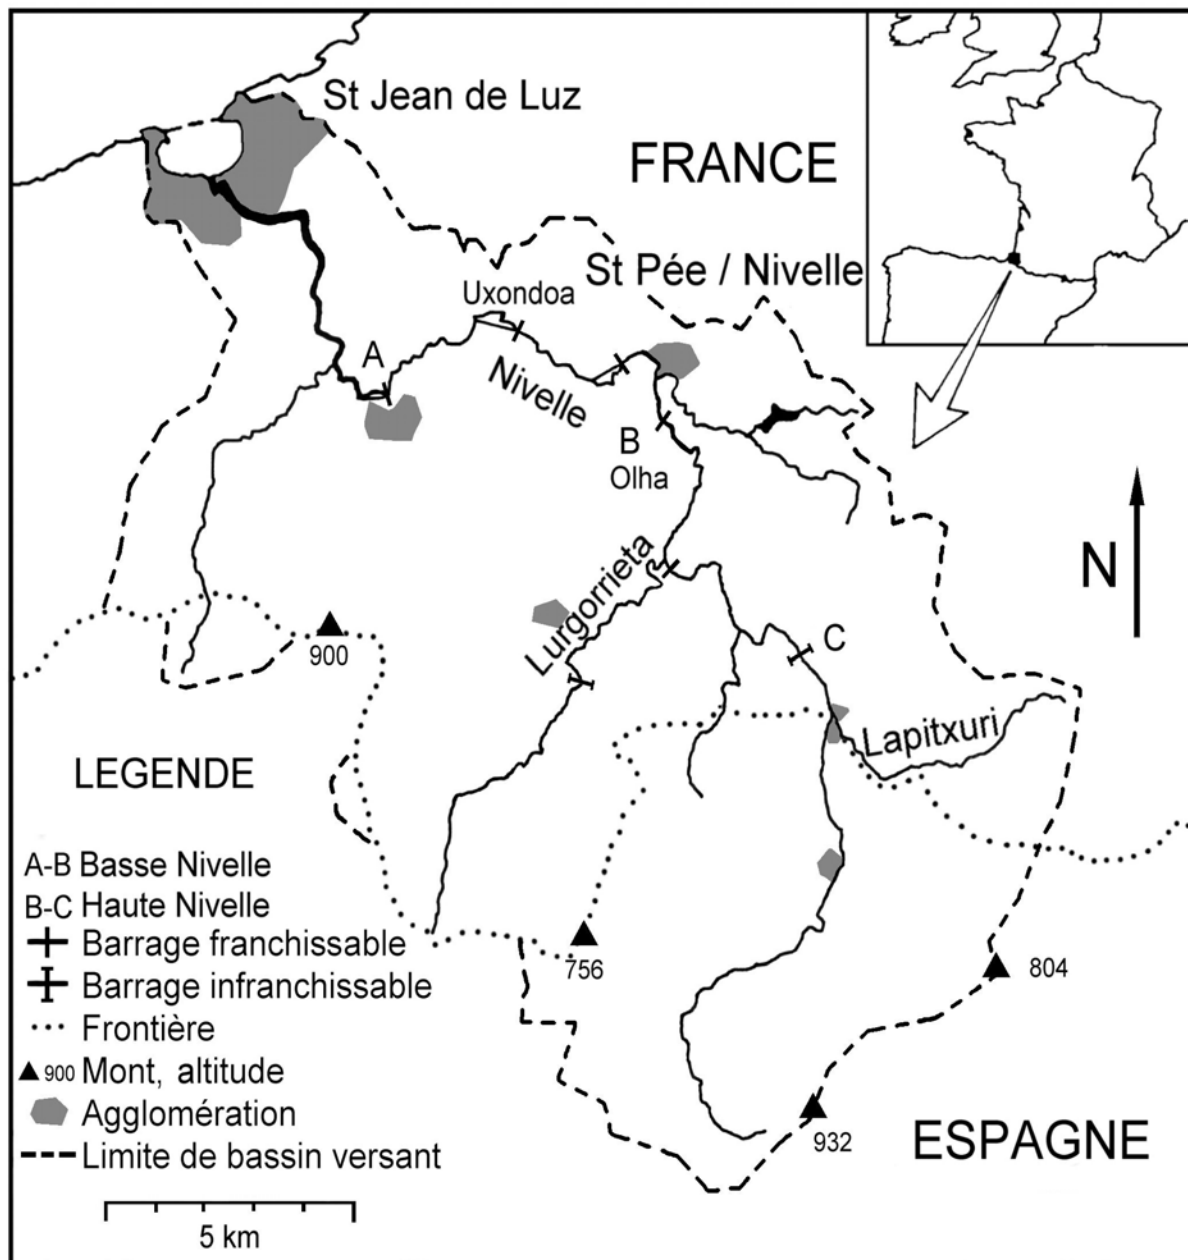 St Jean de Luz
FRANCE
St Pée / Nivelle
Uxondoa
A
Nivelle
B
Olha
N
Lurgorrieta
C
900
Lapitxuri
LEGENDE
A-B Basse Nivelle
B-C Haute Nivelle
Barrage franchissable
Barrage infranchissable
Frontière
900 Mont, altitude
Agglomération
Limite de bassin versant
5 km
756
804
932
ESPAGNE